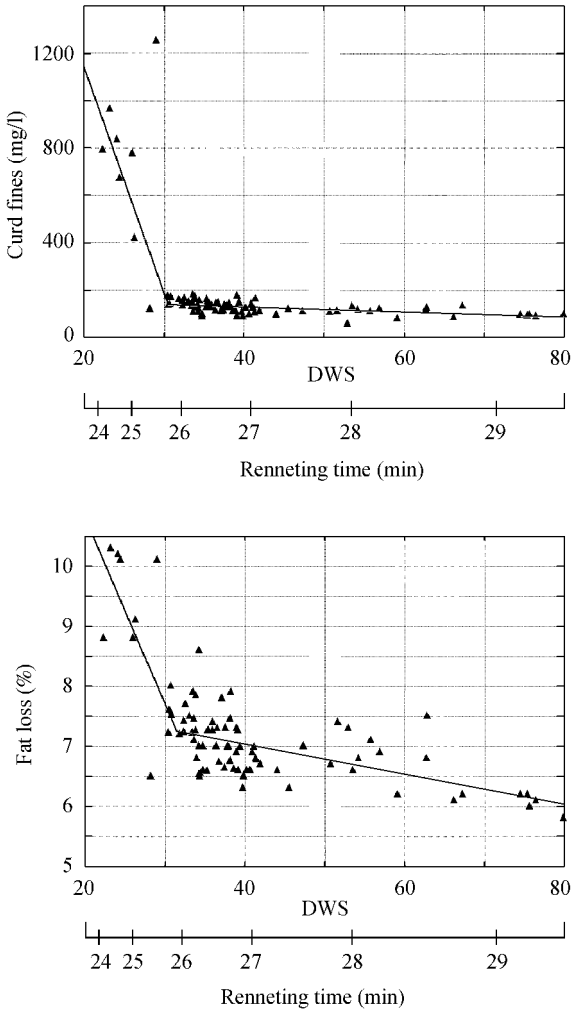 1200
800
400
0
Curd fines (mg/l)
20 40 60 80
DWS
24 25 26 27 28 29
Renneting time (min)
10
9
8
7
6
5
Fat loss (%)
20 40 60 80
DWS
24 25 26 27 28 29
Renneting time (min)